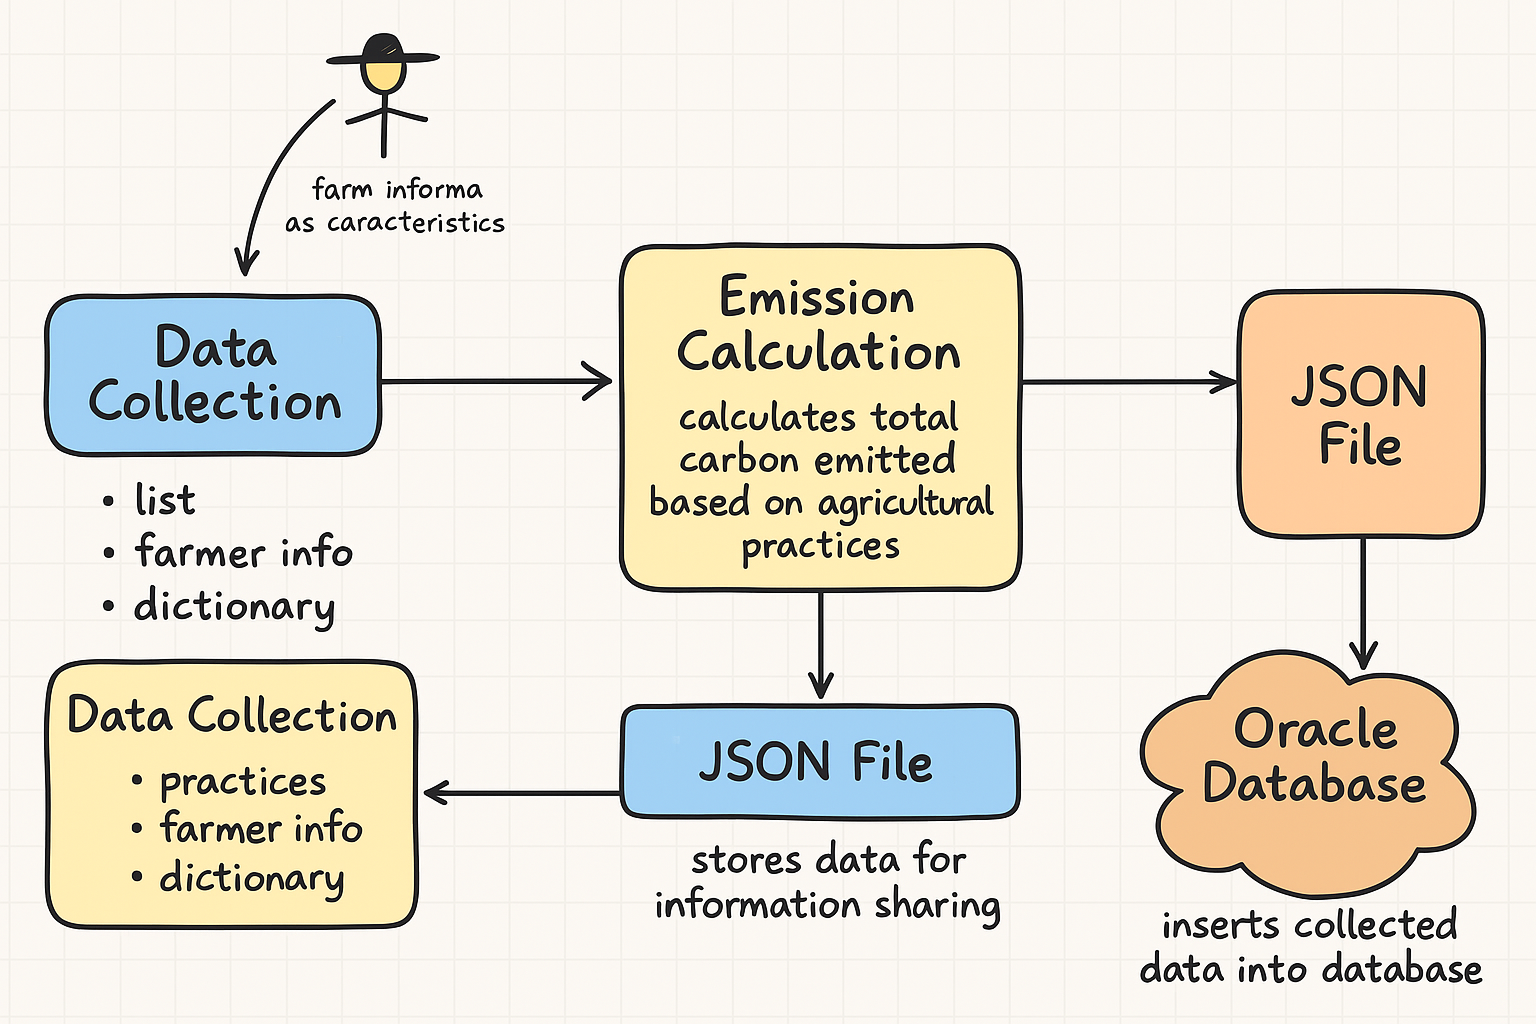 farm informa
as caracteristics
Data
Collection
• list
• farmer info
• dictionary
Emission
Calculation
calculates total
carbon emitted
based on agricultural
practices
JSON
File
Data Collection
• practices
• farmer info
• dictionary
JSON File
stores data for
information sharing
Oracle
Database
inserts collected
data into database